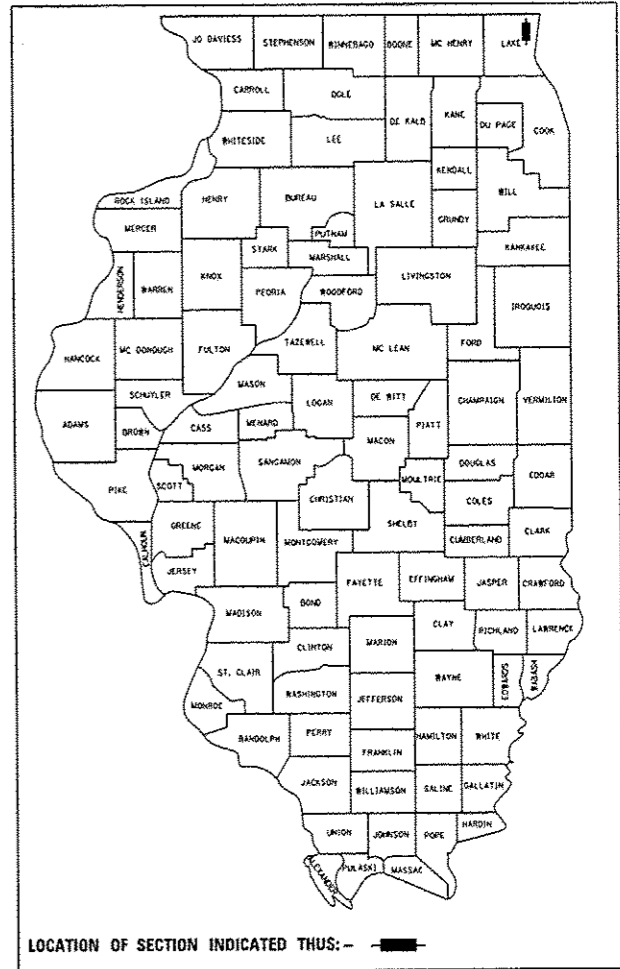 JO DAVIESS
STEPHENSON
WINNEBAGO
BOONE
MC HENRY
LAKE
CARROLL
OGLE
DE KALB
KANE
DU PAGE
COOK
WHITESIDE
LEE
KENDALL
WILL
ROCK ISLAND
HENRY
BUREAU
LA SALLE
GRUNDY
MERCER
PUTNAM
KANKAKEE
STARK
MARSHALL
HENDERSON
WARREN
KNOX
PEORIA
WOODFORD
LIVINGSTON
IROQUOIS
HANCOCK
MC DONOUGH
FULTON
TAZEWELL
MC LEAN
FORD
MASON
SCHUYLER
LOGAN
DE WITT
CHAMPAIGN
VERMILION
ADAMS
BROWN
CASS
MENARD
PIATT
MACON
MORGAN
SANGAMON
DOUGLAS
EDGAR
PIKE
SCOTT
CHRISTIAN
MOULTRIE
COLES
GREENE
MACOUPIN
MONTGOMERY
SHELBY
CUMBERLAND
CLARK
CALHOUN
JERSEY
FAYETTE
EFFINGHAM
JASPER
CRAWFORD
MADISON
BOND
CLAY
RICHLAND
LAWRENCE
CLINTON
MARION
ST. CLAIR
WAYNE
EDWARDS
WABASH
WASHINGTON
JEFFERSON
MONROE
RANDOLPH
PERRY
HAMILTON
WHITE
FRANKLIN
JACKSON
WILLIAMSON
SALINE
GALLATIN
UNION
JOHNSON
POPE
HARDIN
ALEXANDER
PULASKI
MASSAC
LOCATION OF SECTION INDICATED THUS: -